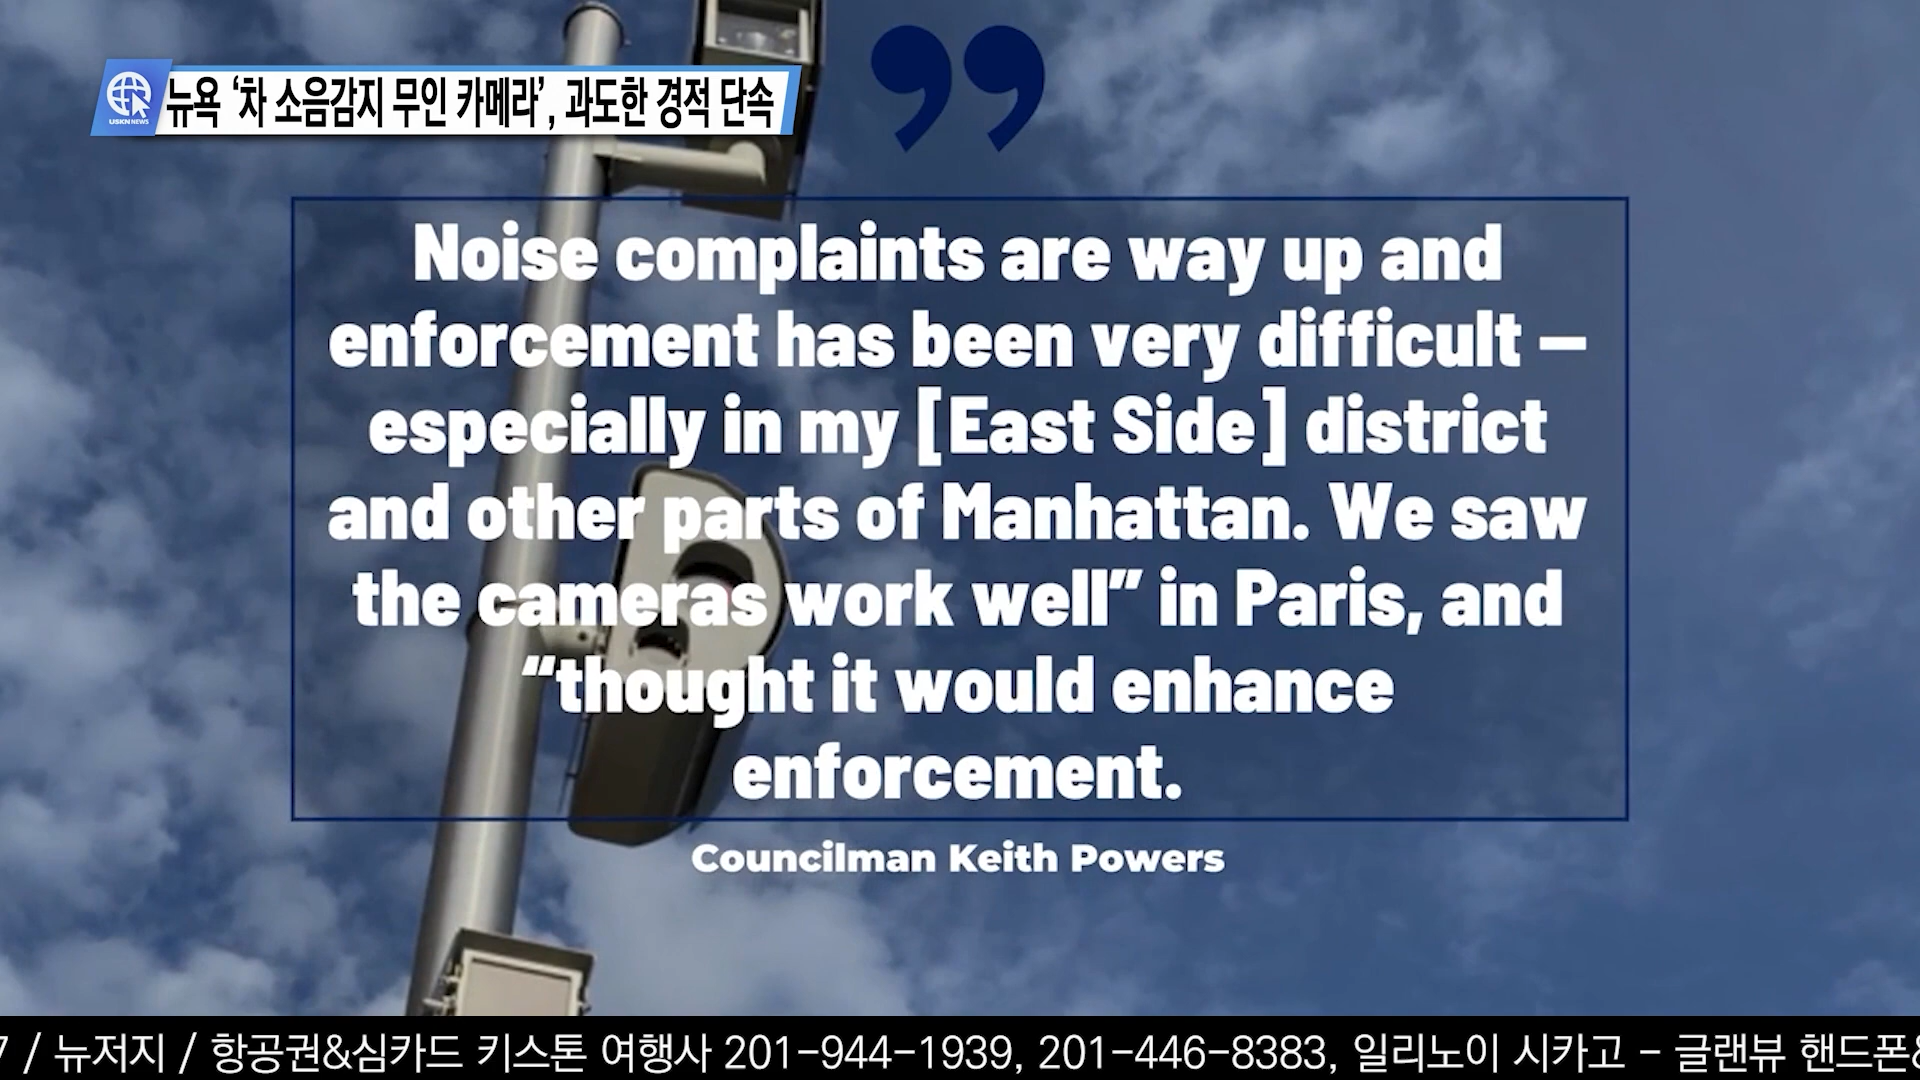 USKN NEWS
뉴욕 ‘차 소음감지 무인 카메라’, 과도한 경적 단속
”
Noise complaints are way up and
enforcement has been very difficult –
especially in my [East Side] district
and other parts of Manhattan. We saw
the cameras work well” in Paris, and
“thought it would enhance
enforcement.
Councilman Keith Powers
7 / 뉴저지 / 항공권&심카드 키스톤 여행사 201-944-1939, 201-446-8383, 일리노이 시카고 - 글랜뷰 핸드폰&